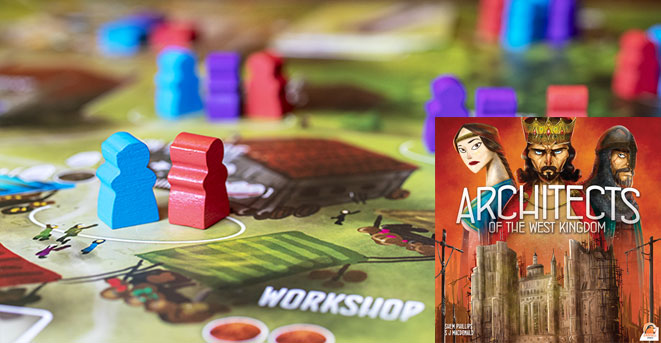 WORKSHOP
ARCHITECTS
OF THE WEST KINGDOM
SHEM PHILLIPS
S J MACDONALD